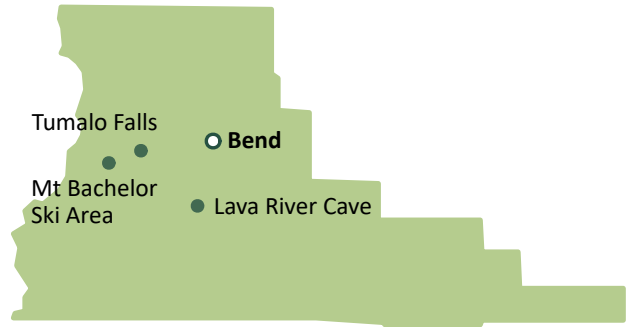 Tumalo Falls
Bend
Mt Bachelor
Ski Area
Lava River Cave